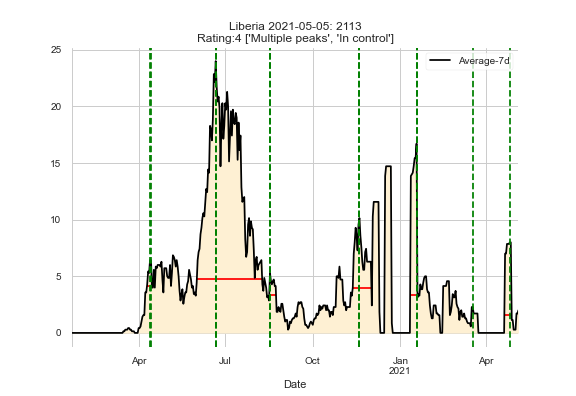 Liberia 2021-05-05: 2113
Rating:4 ['Multiple peaks', 'In control']
Average-7d
25
20
15
10
5
0
Apr
Jul
Oct
Jan
2021
Apr
Date